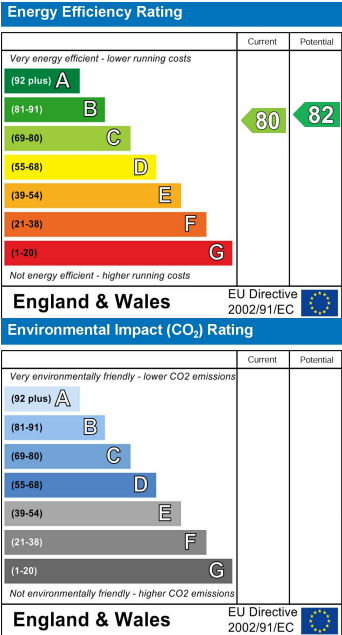 Energy Efficiency Rating
Current Potential
Very energy efficient - lower running costs
(92 plus) A
(81-91) B
(69-80) C
(55-68) D
(39-54) E
(21-38) F
(1-20) G
80 82
Not energy efficient - higher running costs
England & Wales
EU Directive
2002/91/EC
Environmental Impact (CO₂) Rating
Current Potential
Very environmentally friendly - lower CO2 emissions
(92 plus) A
(81-91) B
(69-80) C
(55-68) D
(39-54) E
(21-38) F
(1-20) G
Not environmentally friendly - higher CO2 emissions
England & Wales
EU Directive
2002/91/EC